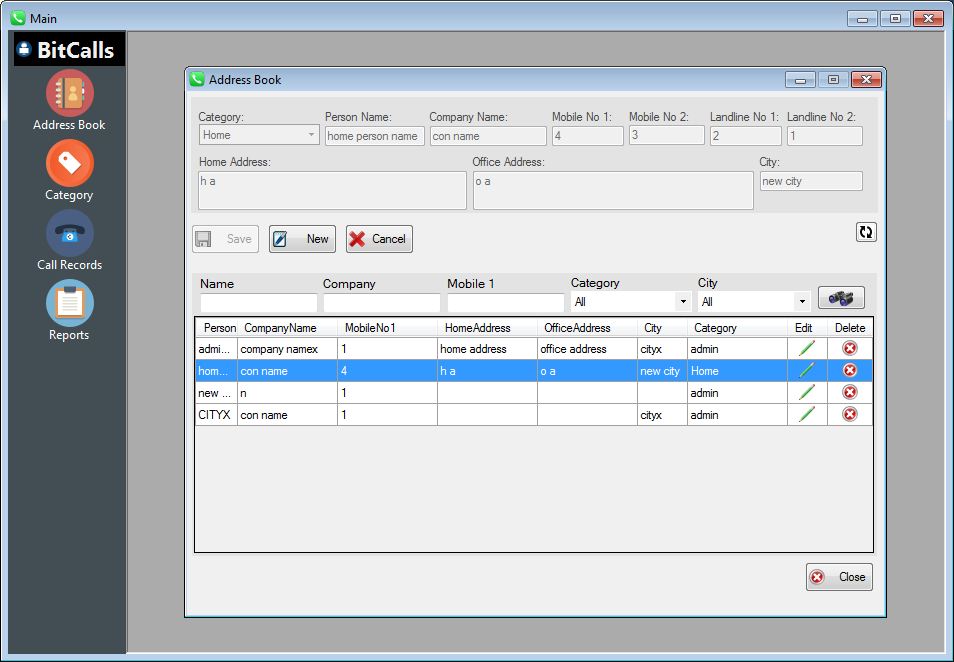 Main
BitCalls
Address Book
Category
Call Records
Reports
Address Book
Category: Person Name: Company Name: Mobile No 1: Mobile No 2: Landline No 1: Landline No 2:
Home home person name con name 4 3 2 1
Home Address: Office Address: City:
h a o a new city
Save New Cancel
Name Company Mobile 1 Category City
All All
Person CompanyName MobileNo1 HomeAddress OfficeAddress City Category Edit Delete
admi... company namex 1 home address office address cityx admin
hom... con name 4 h a o a new city Home
new ... n 1 admin
CITYX con name 1 cityx admin
Close